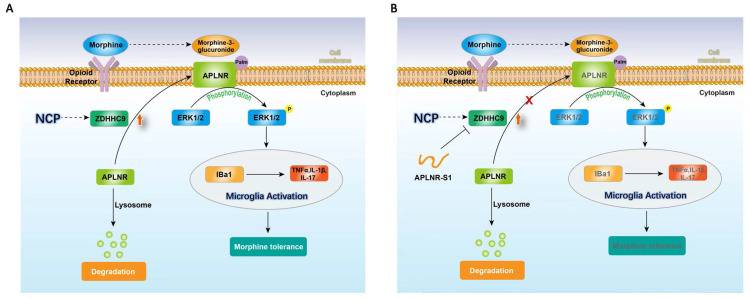 A
Morphine
Morphine-3-
glucuronide
Cell
membrane
Palm
Opioid
Receptor
APLNR
Cytoplasm
Phosphorylation
NCP
ZDHHC9
ERK1/2
ERK1/2
P
APLNR
IBa1
TNFα,IL-1β,
IL-17
Lysosome
Microglia Activation
Degradation
Morphine tolerance
B
Morphine
Morphine-3-
glucuronide
Cell
membrane
Palm
Opioid
Receptor
APLNR
Cytoplasm
Phosphorylation
X
NCP
ZDHHC9
ERK1/2
ERK1/2
P
APLNR-S1
APLNR
IBa1
TNFα,IL-1β,
IL-17
Lysosome
Microglia Activation
Degradation
Morphine tolerance